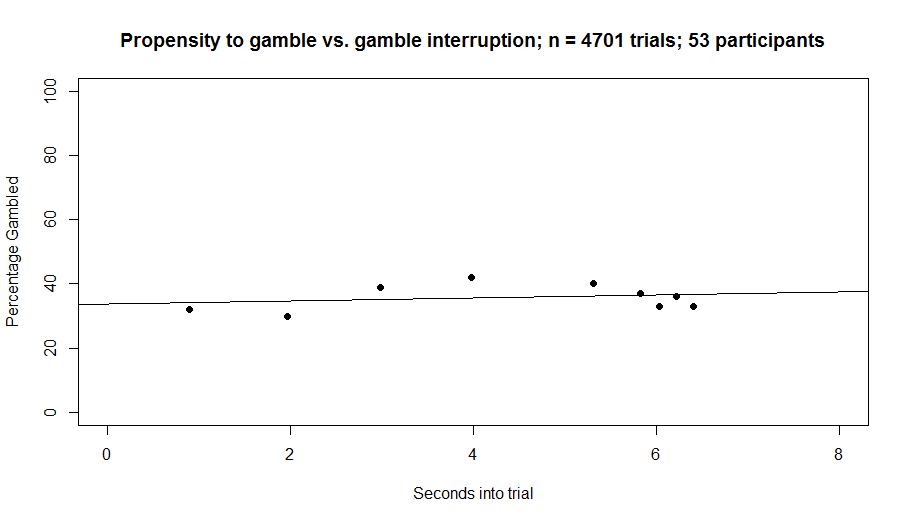 Propensity to gamble vs. gamble interruption; n = 4701 trials; 53 participants
Percentage Gambled
100
80
60
40
20
0
0 2 4 6 8
Seconds into trial